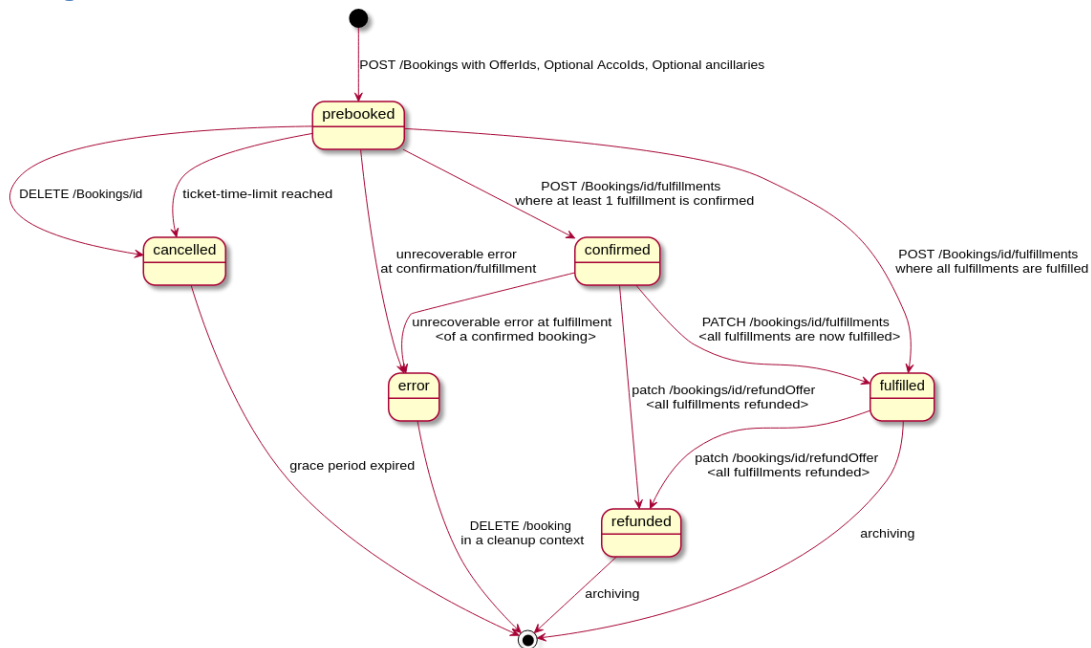 POST /Bookings with OfferIds, Optional AccoIds, Optional ancillaries
prebooked
DELETE /Bookings/id
ticket-time-limit reached
POST /Bookings/id/fulfillments
where at least 1 fulfillment is confirmed
cancelled
confirmed
unrecoverable error
at confirmation/fulfillment
POST /Bookings/id/fulfillments
where all fulfillments are fulfilled
unrecoverable error at fulfillment
<of a confirmed booking>
PATCH /bookings/id/fulfillments
<all fulfillments are now fulfilled>
error
patch /bookings/id/refundOffer
<all fulfillments refunded>
fulfilled
grace period expired
patch /bookings/id/refundOffer
<all fulfillments refunded>
DELETE /booking
in a cleanup context
refunded
archiving
archiving